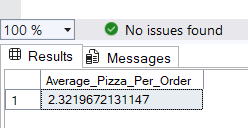 100 %
No issues found
Results
Messages
Average_Pizza_Per_Order
1
2.3219672131147